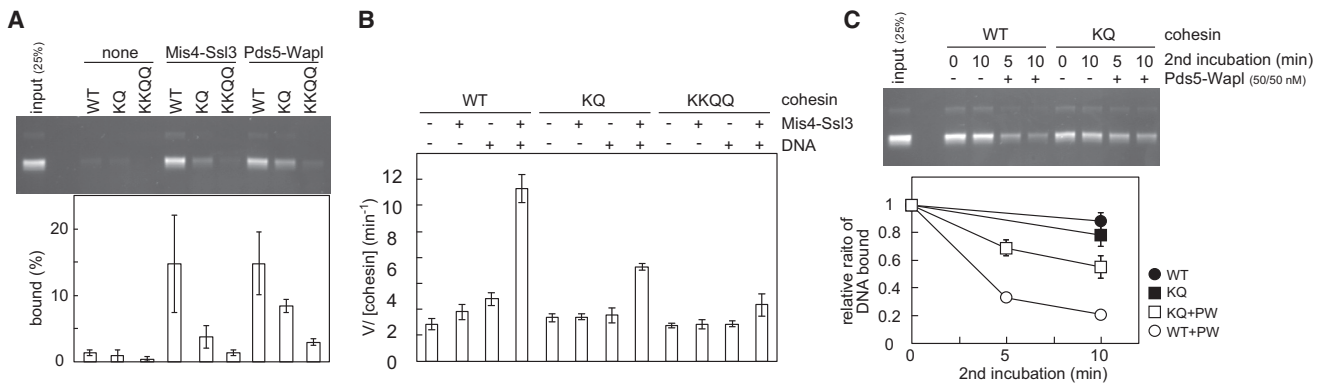 A
none Mis4-Ssl3 Pds5-Wapl
input (25%) WT KQ KKQQ WT KQ KKQQ WT KQ KKQQ
bound (%)
20
10
0
B
WT KQ KKQQ cohesin
- + - + - + - + - + - + Mis4-Ssl3
- - + + - - + + - - + + DNA
V/ [cohesin] (min-1)
12
10
8
6
4
2
0
C
input (25%)
WT KQ cohesin
0 10 5 10 0 10 5 10 2nd incubation (min)
- - + + - - + + Pds5-Wapl (50/50 nM)
relative raito of
DNA bound
1
0.8
0.6
0.4
0.2
0
0 5 10
2nd incubation (min)
WT
KQ
KQ+PW
WT+PW